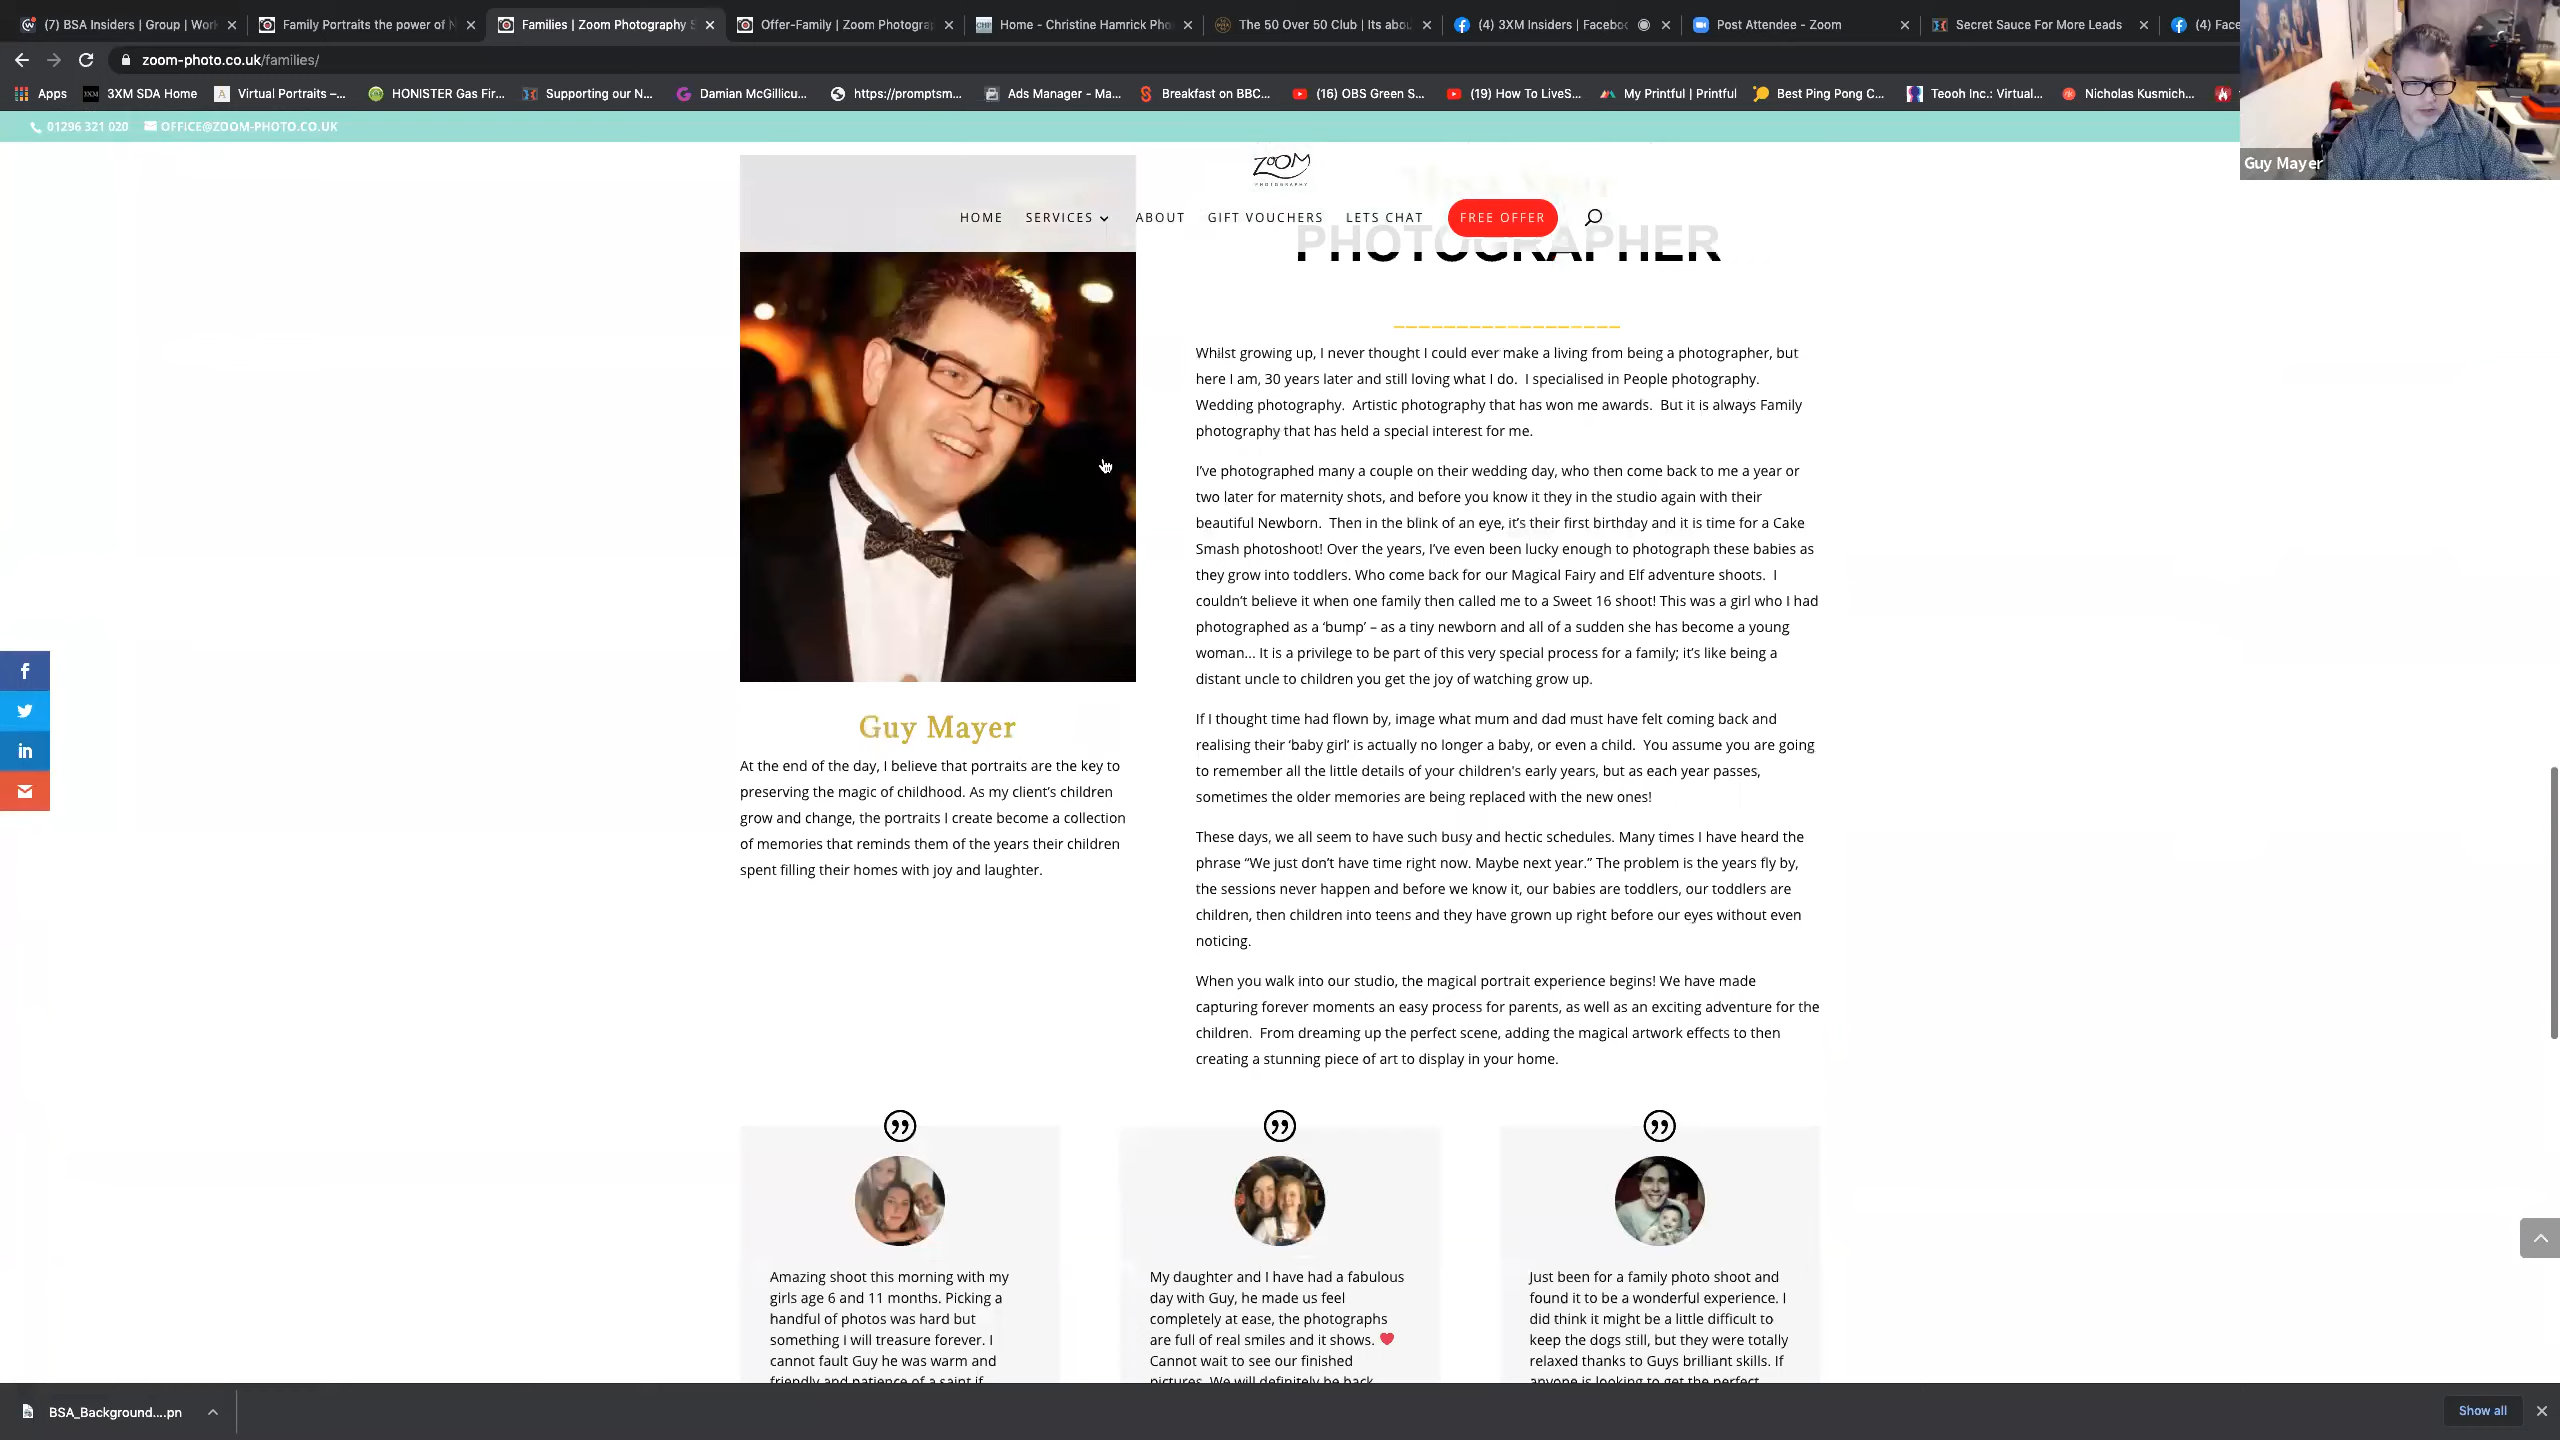 (7) BSA Insiders | Group | Wor
Family Portraits the power of
Families | Zoom Photography S
Offer-Family | Zoom Photogra
Home - Christine Hamrick Pho
The 50 Over 50 Club | Its abou
(4) 3XM Insiders | Facebo
Post Attendee - Zoom
Secret Sauce For More Leads
(4) Face
zoom-photo.co.uk/families/
Apps
3XM SDA Home
Virtual Portraits –...
HONISTER Gas Fir...
Supporting our N...
Damian McGillicu...
https://promptsm...
Ads Manager - Ma...
Breakfast on BBC...
(16) OBS Green S...
(19) How To LiveS...
My Printful | Printful
Best Ping Pong C...
Teooh Inc.: Virtual...
Nicholas Kusmich...
Guy Mayer
01296 321 020
OFFICE@ZOOM-PHOTO.CO.UK
ZOOM
PHOTOGRAPHY
HOME
SERVICES
ABOUT
GIFT VOUCHERS
LETS CHAT
FREE OFFER
PHOTOGRAPHER
Whilst growing up, I never thought I could ever make a living from being a photographer, but
here I am, 30 years later and still loving what I do.  I specialised in People photography.
Wedding photography.  Artistic photography that has won me awards.  But it is always Family
photography that has held a special interest for me.
I've photographed many a couple on their wedding day, who then come back to me a year or
two later for maternity shots, and before you know it they in the studio again with their
beautiful Newborn.  Then in the blink of an eye, it's their first birthday and it is time for a Cake
Smash photoshoot! Over the years, I've even been lucky enough to photograph these babies as
they grow into toddlers. Who come back for our Magical Fairy and Elf adventure shoots.  I
couldn't believe it when one family then called me to a Sweet 16 shoot! This was a girl who I had
photographed as a 'bump' – as a tiny newborn and all of a sudden she has become a young
woman... It is a privilege to be part of this very special process for a family; it's like being a
distant uncle to children you get the joy of watching grow up.
If I thought time had flown by, image what mum and dad must have felt coming back and
realising their 'baby girl' is actually no longer a baby, or even a child.  You assume you are going
to remember all the little details of your children's early years, but as each year passes,
sometimes the older memories are being replaced with the new ones!
These days, we all seem to have such busy and hectic schedules. Many times I have heard the
phrase "We just don't have time right now. Maybe next year." The problem is the years fly by,
the sessions never happen and before we know it, our babies are toddlers, our toddlers are
children, then children into teens and they have grown up right before our eyes without even
noticing.
When you walk into our studio, the magical portrait experience begins! We have made
capturing forever moments an easy process for parents, as well as an exciting adventure for the
children.  From dreaming up the perfect scene, adding the magical artwork effects to then
creating a stunning piece of art to display in your home.
Guy Mayer
At the end of the day, I believe that portraits are the key to
preserving the magic of childhood. As my client's children
grow and change, the portraits I create become a collection
of memories that reminds them of the years their children
spent filling their homes with joy and laughter.
Amazing shoot this morning with my
girls age 6 and 11 months. Picking a
handful of photos was hard but
something I will treasure forever. I
cannot fault Guy he was warm and
friendly and patience of a saint if
My daughter and I have had a fabulous
day with Guy, he made us feel
completely at ease, the photographs
are full of real smiles and it shows. ❤
Cannot wait to see our finished
pictures. We will definitely be back
Just been for a family photo shoot and
found it to be a wonderful experience. I
did think it might be a little difficult to
keep the dogs still, but they were totally
relaxed thanks to Guys brilliant skills. If
anyone is looking to get the perfect
BSA_Background....pn
Show all